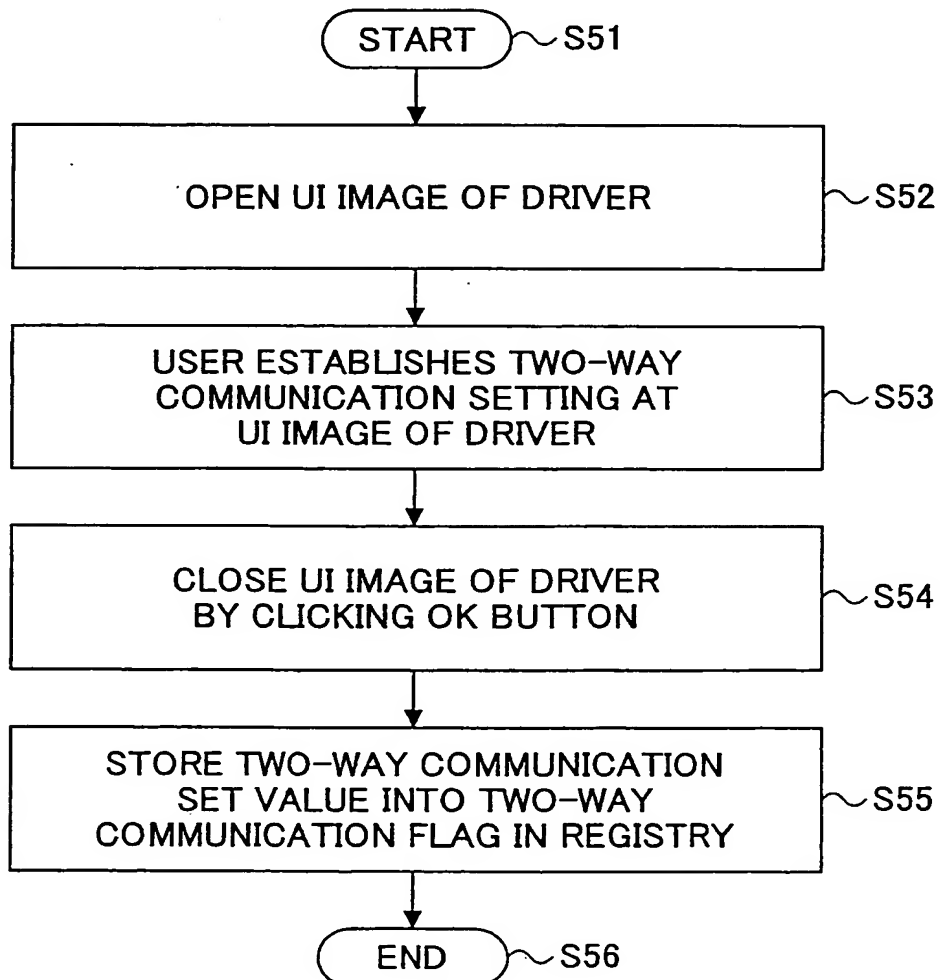 START
S51
OPEN UI IMAGE OF DRIVER
S52
USER ESTABLISHES TWO-WAY
COMMUNICATION SETTING AT
UI IMAGE OF DRIVER
S53
CLOSE UI IMAGE OF DRIVER
BY CLICKING OK BUTTON
S54
STORE TWO-WAY COMMUNICATION
SET VALUE INTO TWO-WAY
COMMUNICATION FLAG IN REGISTRY
S55
END
S56